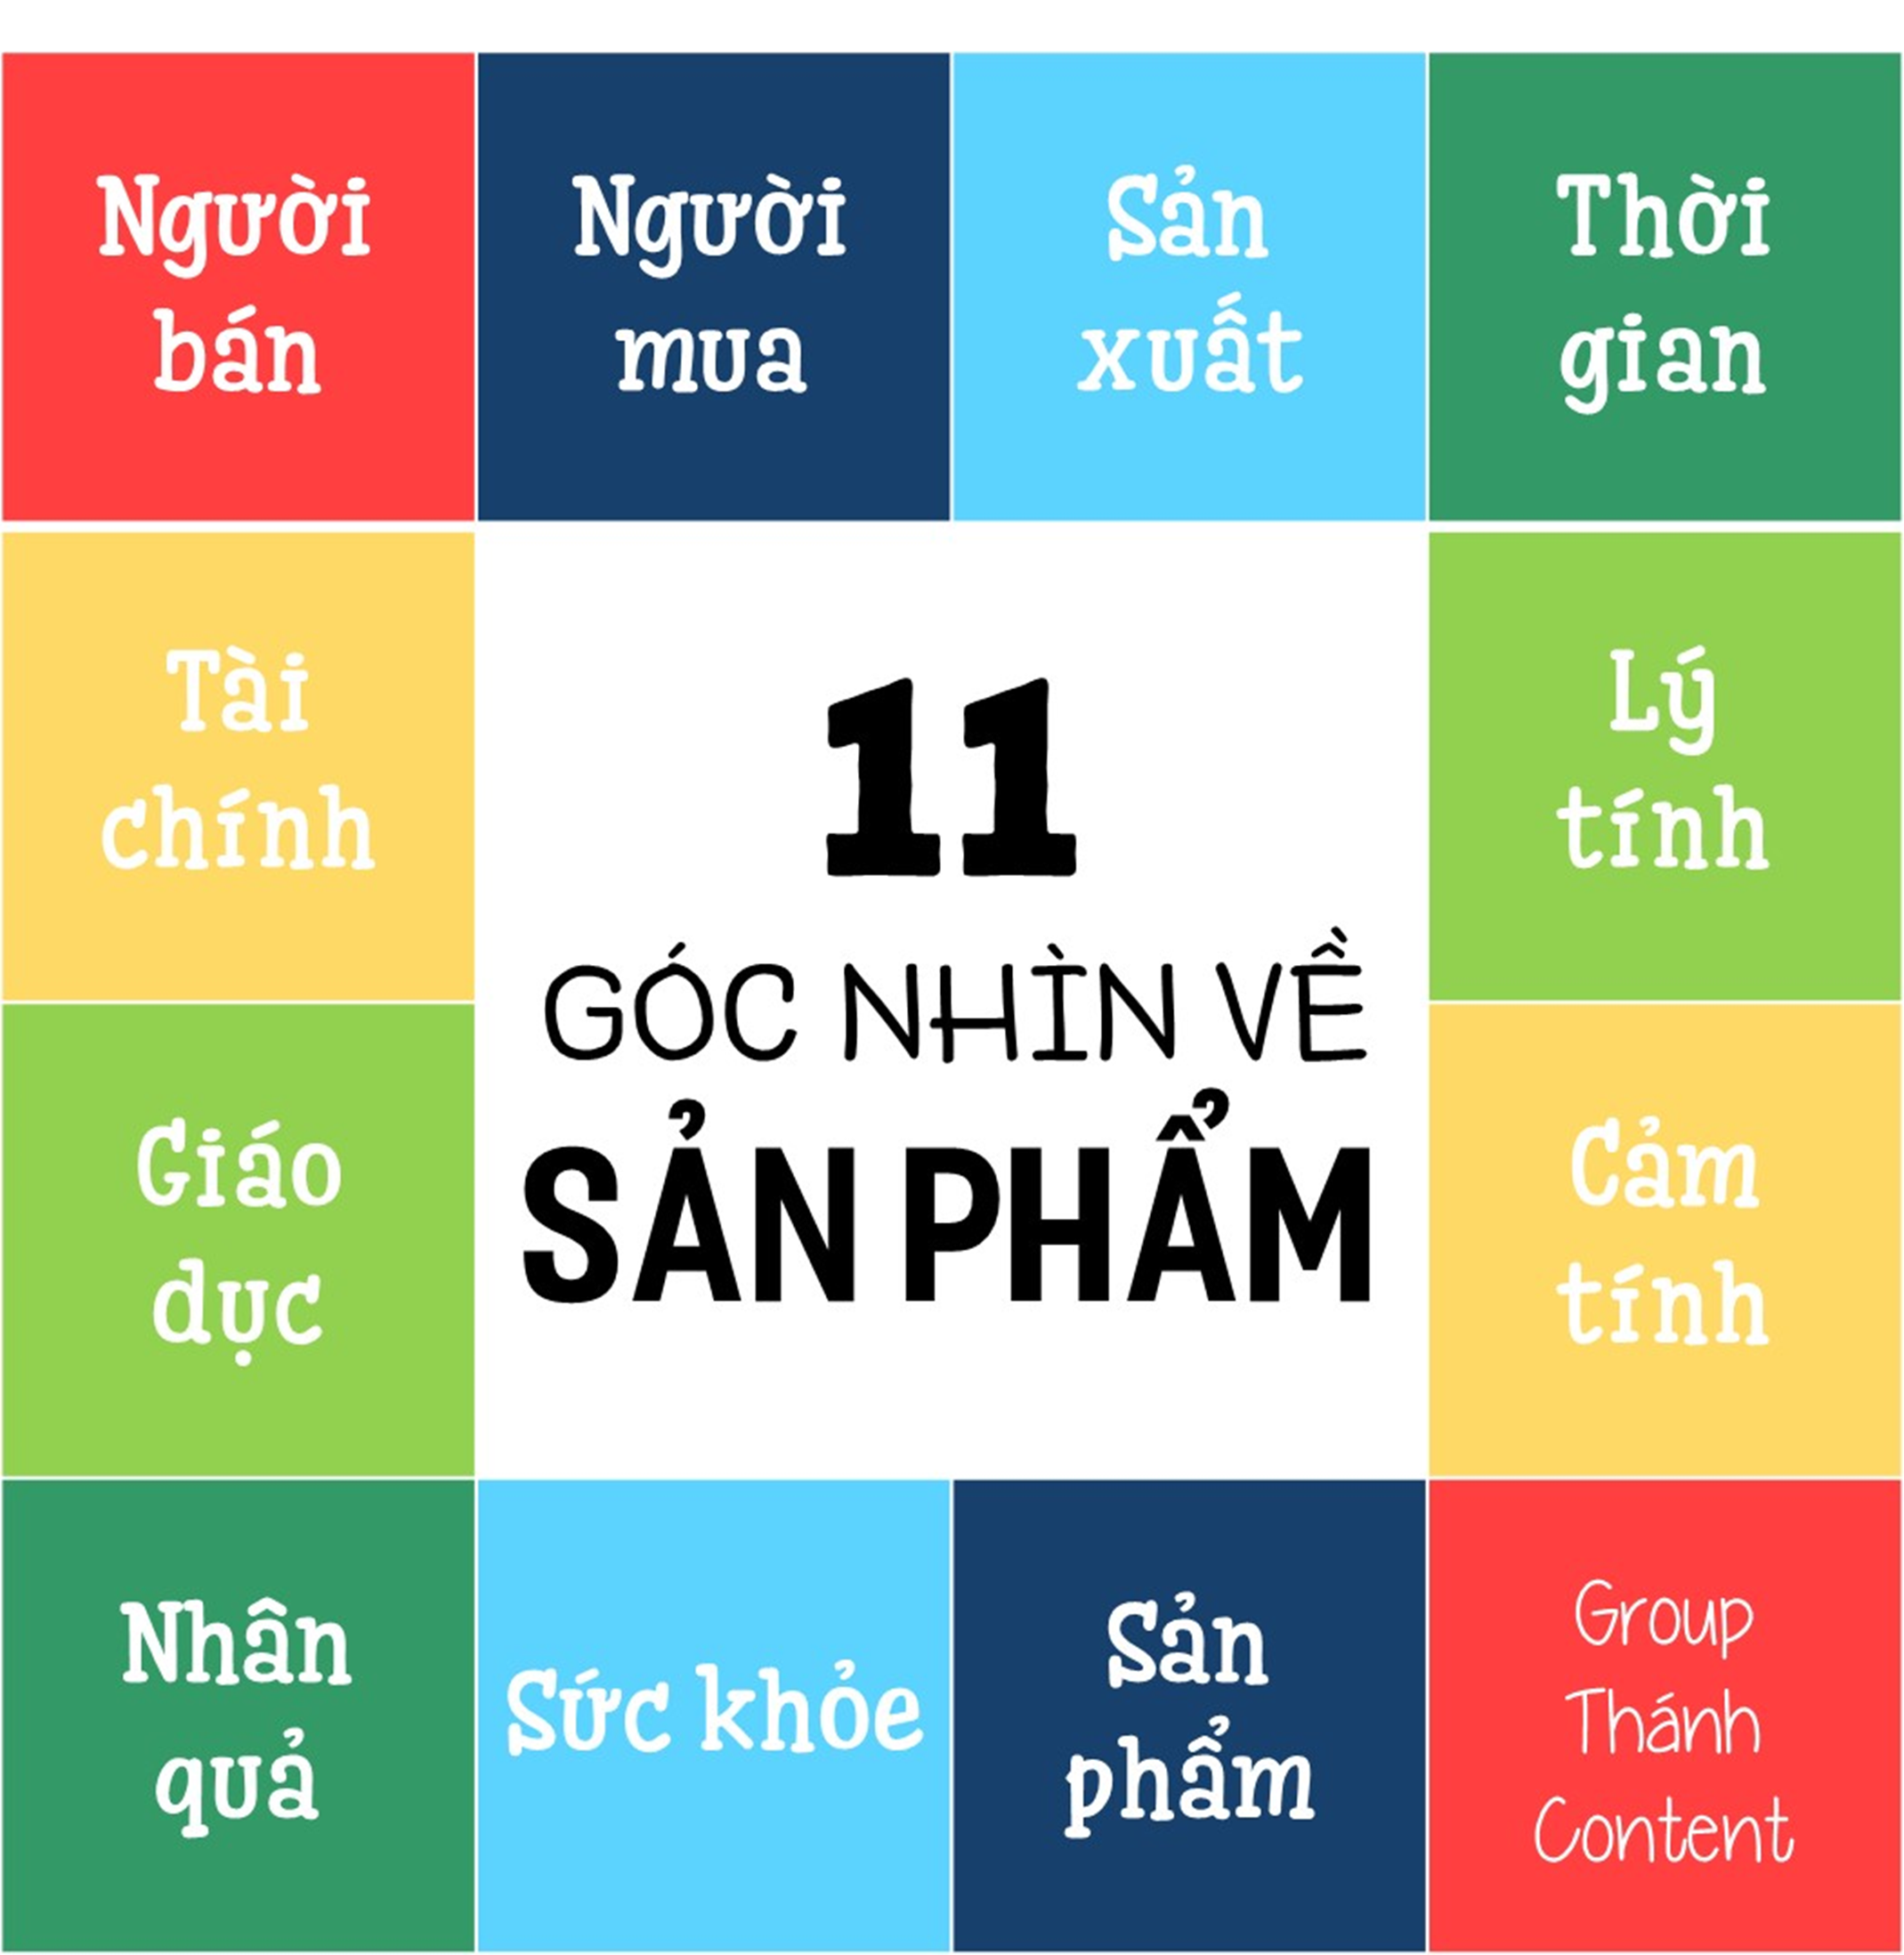 Người
bán
Người
mua
Sản
xuất
Thời
gian
Tài
chính
11
GÓC NHÌN VỀ
SẢN PHẨM
Lý
tính
Giáo
dục
Cảm
tính
Nhân
quả
Sức khỏe
Sản
phẩm
Group
Thánh
Content